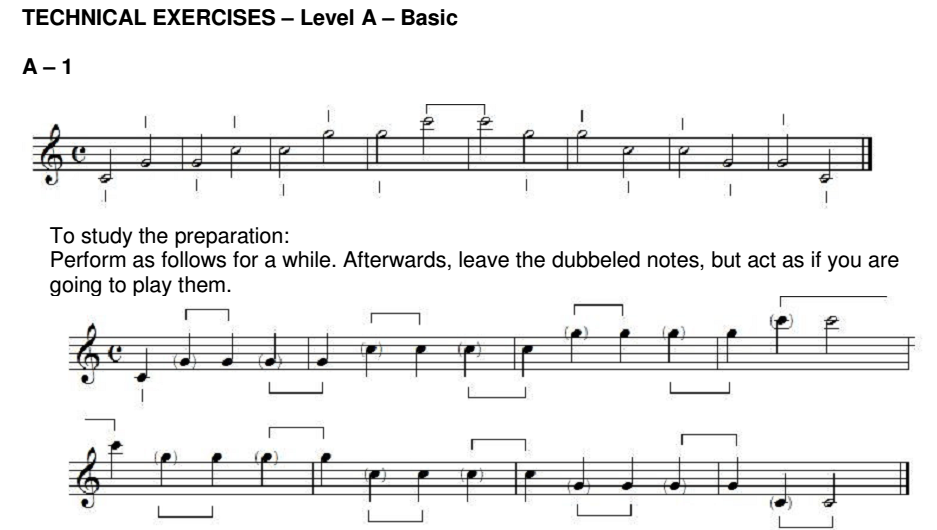 TECHNICAL EXERCISES – Level A – Basic
A – 1
To study the preparation:
Perform as follows for a while. Afterwards, leave the dubbeled notes, but act as if you are
going to play them.